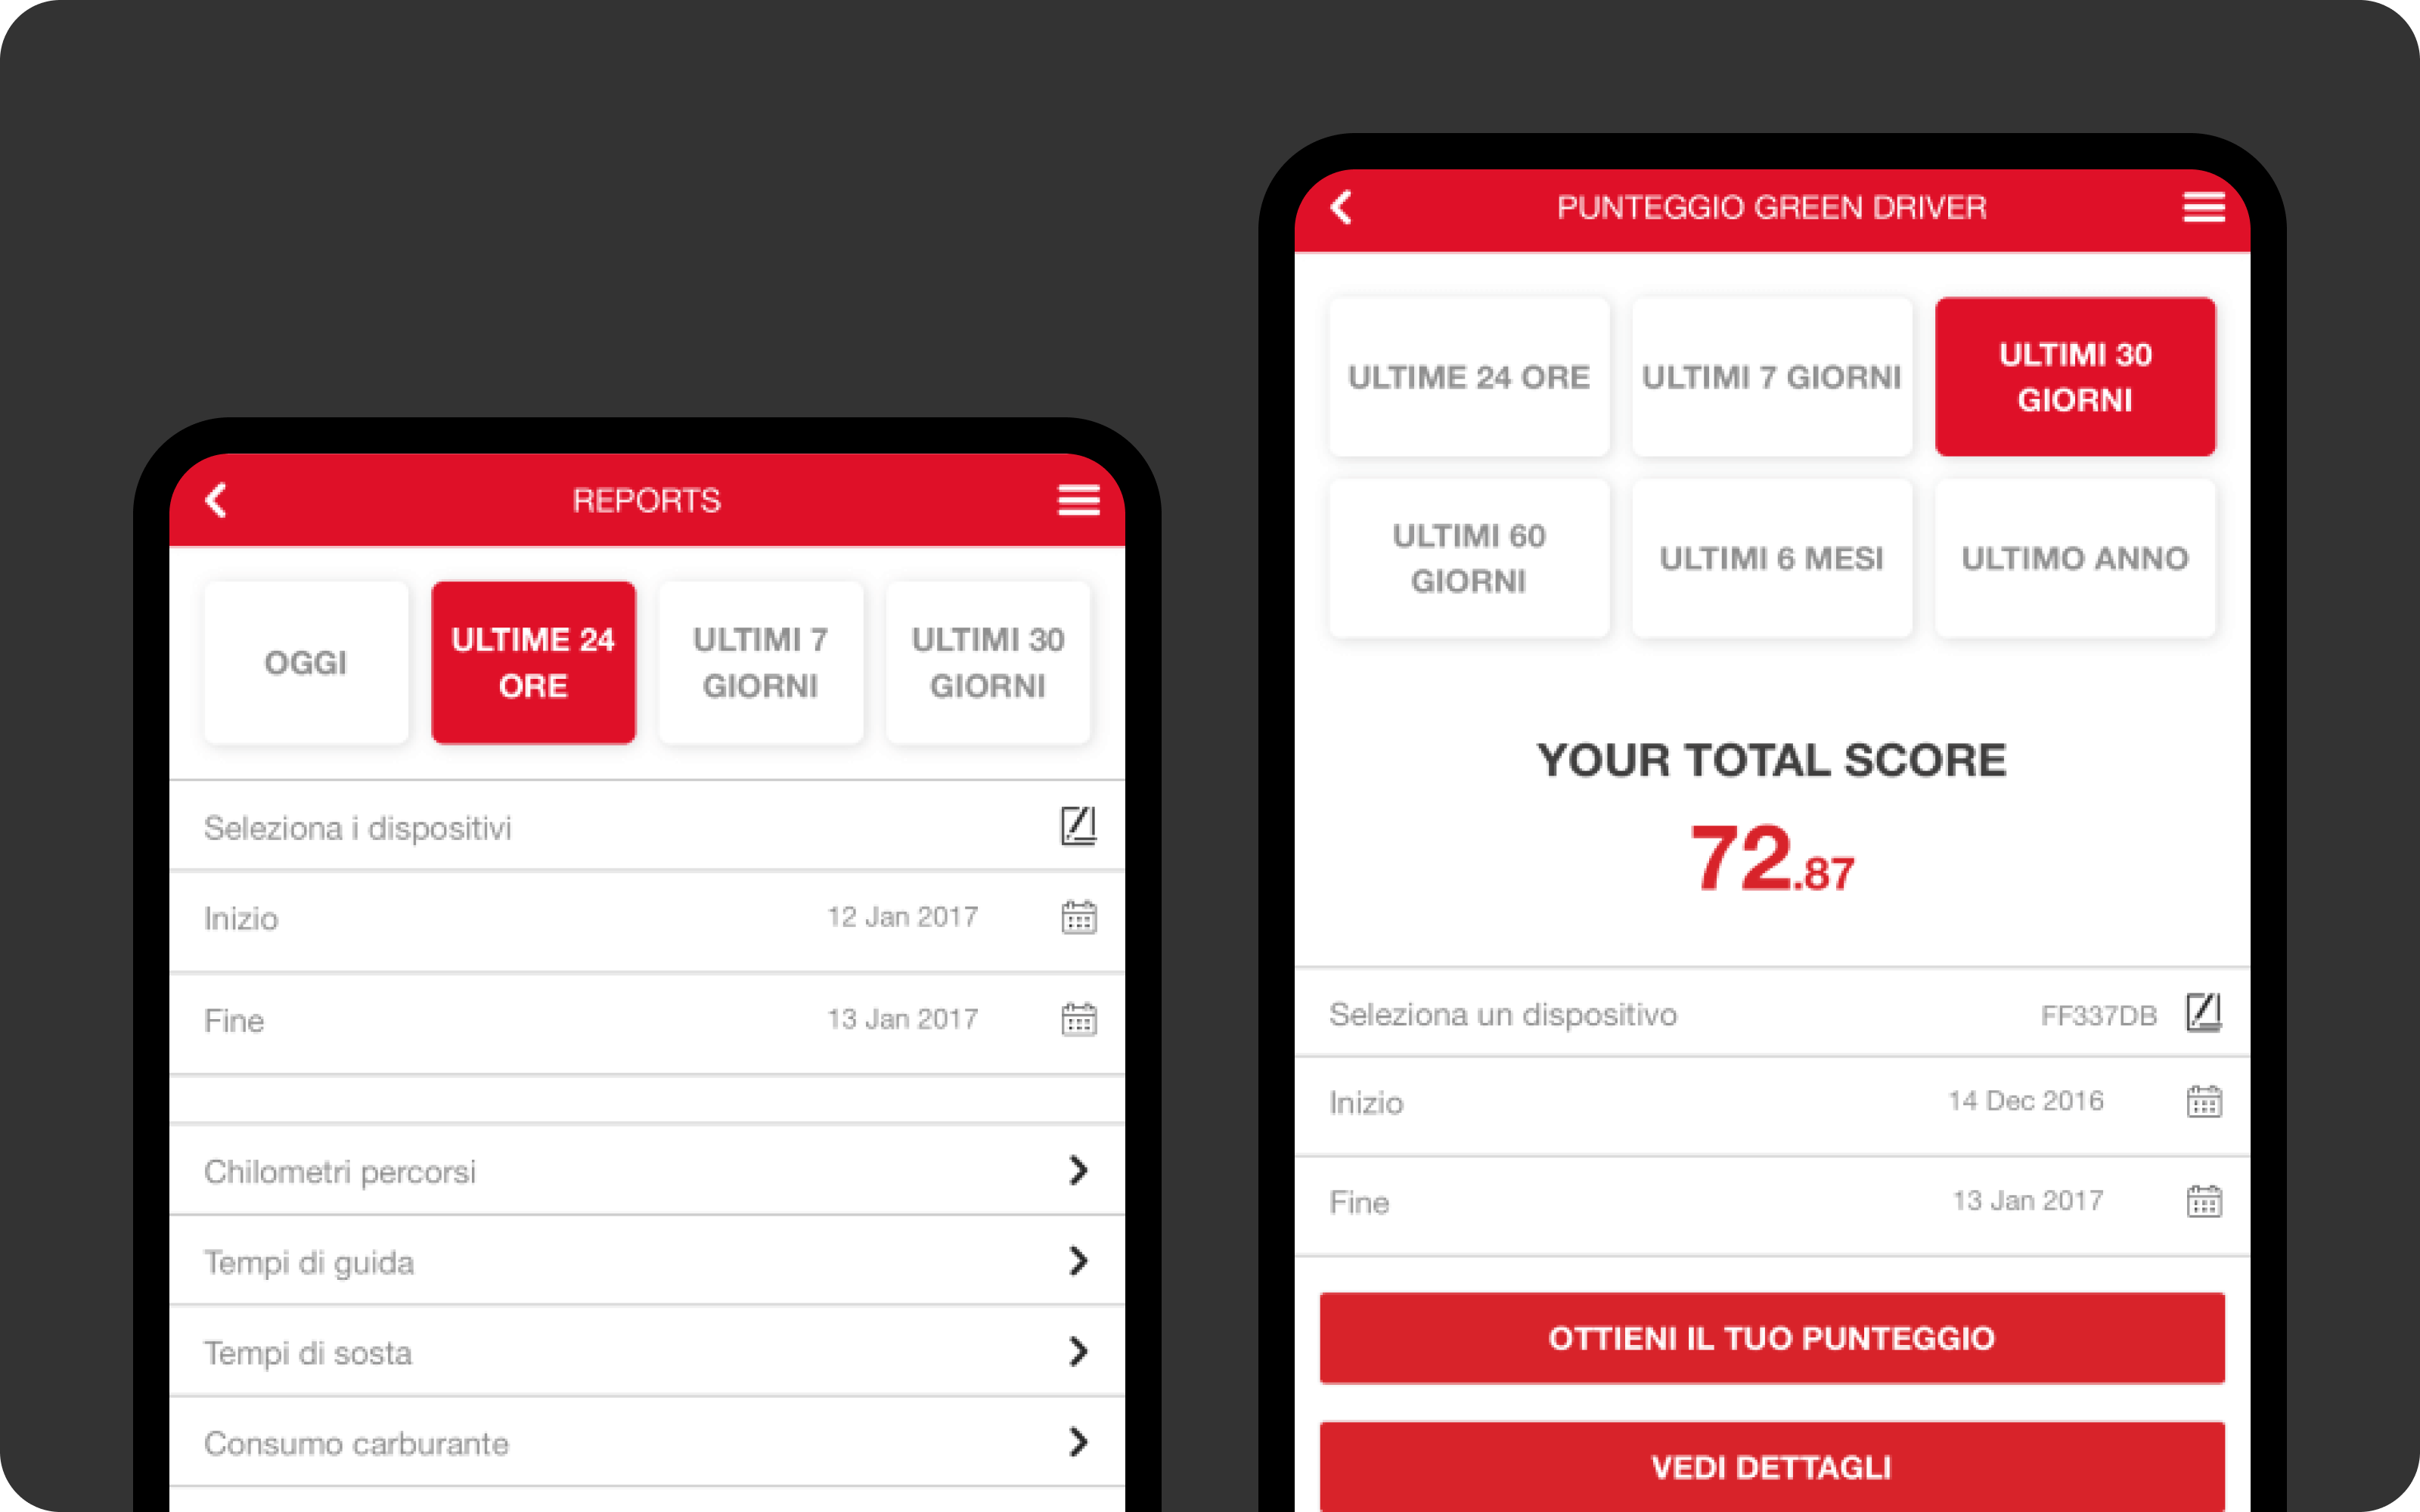 REPORTS
OGGI
ULTIME 24
ORE
ULTIMI 7
GIORNI
ULTIMI 30
GIORNI
Seleziona i dispositivi
Inizio 12 Jan 2017
Fine 13 Jan 2017
Chilometri percorsi
Tempi di guida
Tempi di sosta
Consumo carburante
PUNTEGGIO GREEN DRIVER
ULTIME 24 ORE
ULTIMI 7 GIORNI
ULTIMI 30
GIORNI
ULTIMI 60
GIORNI
ULTIMI 6 MESI
ULTIMO ANNO
YOUR TOTAL SCORE
72.87
Seleziona un dispositivo FF337DB
Inizio 14 Dec 2016
Fine 13 Jan 2017
OTTIENI IL TUO PUNTEGGIO
VEDI DETTAGLI